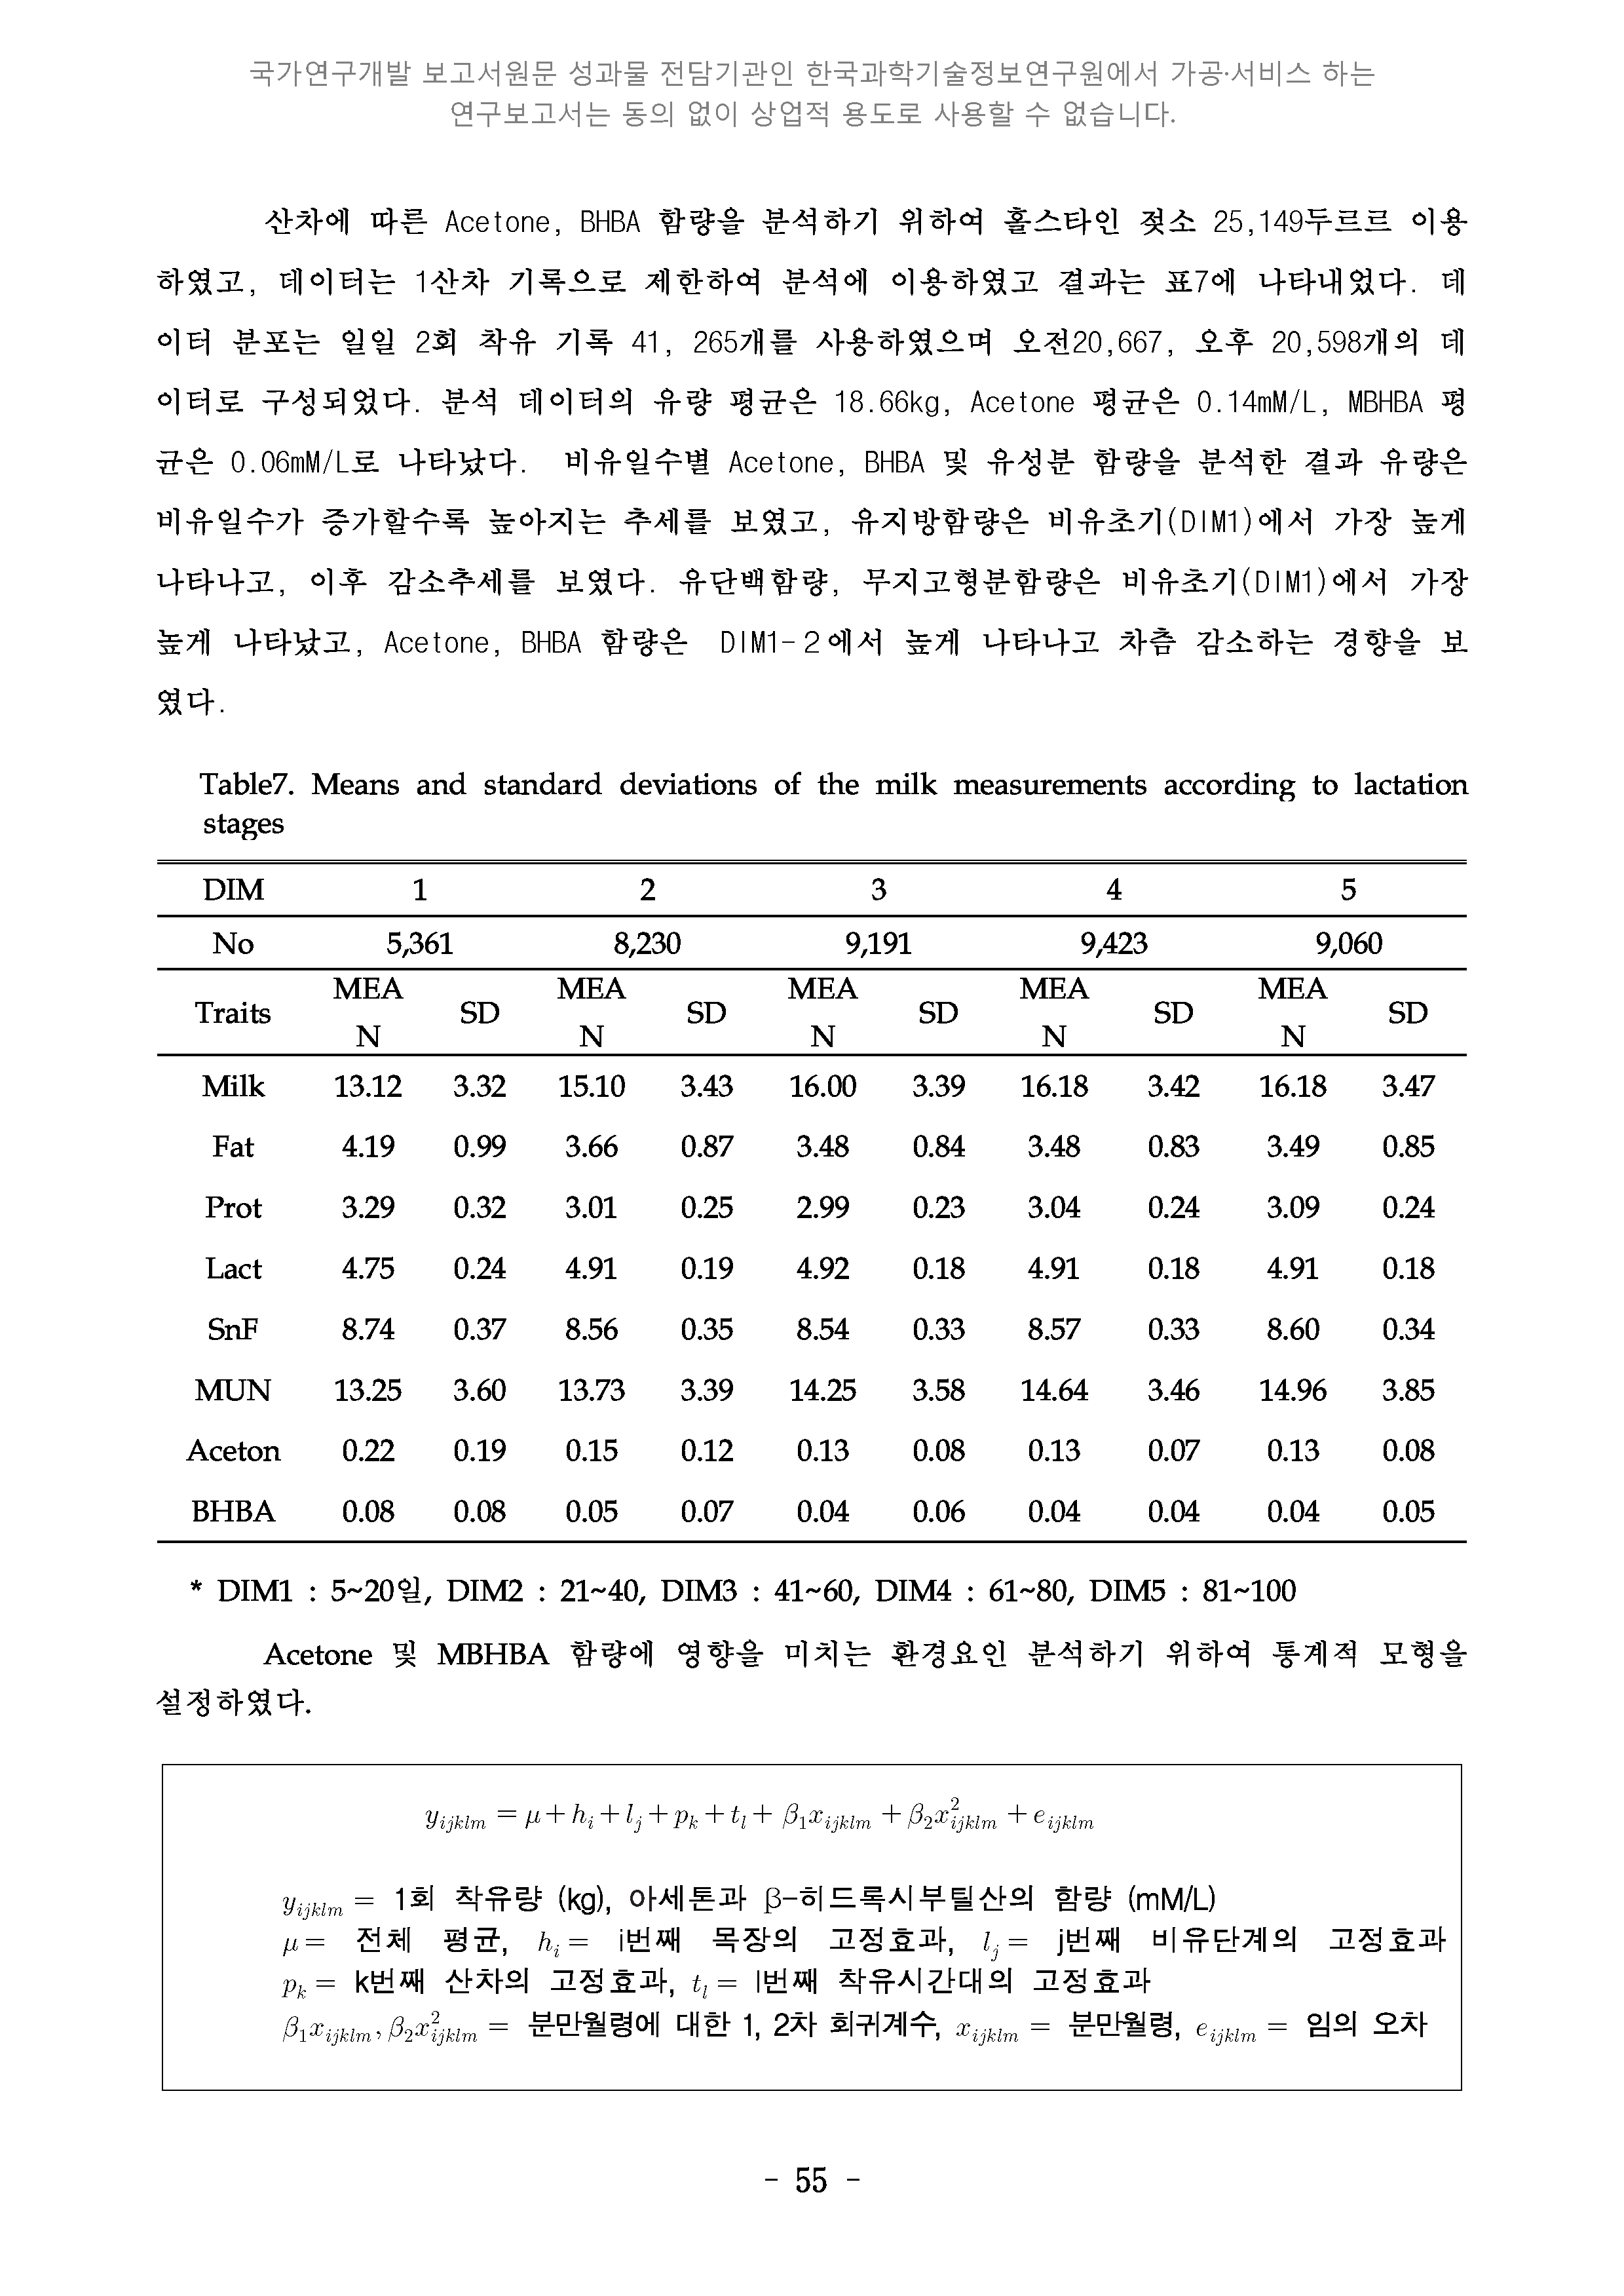 국가연구개발 보고서원문 성과물 전담기관인 한국과학기술정보연구원에서 가공·서비스 하는
연구보고서는 동의 없이 상업적 용도로 사용할 수 없습니다.
산차에 따른 Acetone, BHBA 함량을 분석하기 위하여 홀스타인 젖소 25,149두르르 이용
하였고, 데이터는 1산차 기록으로 제한하여 분석에 이용하였고 결과는 표7에 나타내었다. 데
이터 분포는 일일 2회 착유 기록 41, 265개를 사용하였으며 오전20,667, 오후 20,598개의 데
이터로 구성되었다. 분석 데이터의 유량 평균은 18.66kg, Acetone 평균은 0.14mM/L, MBHBA 평
균은 0.06mM/L로 나타났다. 비유일수별 Acetone, BHBA 및 유성분 함량을 분석한 결과 유량은
비유일수가 증가할수록 높아지는 추세를 보였고, 유지방함량은 비유초기(DIM1)에서 가장 높게
나타나고, 이후 감소추세를 보였다. 유단백함량, 무지고형분함량은 비유초기(DIM1)에서 가장
높게 나타났고, Acetone, BHBA 함량은 DIM1-2에서 높게 나타나고 차츰 감소하는 경향을 보
였다.
Table7. Means and standard deviations of the milk measurements according to lactation
stages
DIM 1 2 3 4 5
No 5,361 8,230 9,191 9,423 9,060
Traits MEAN SD MEAN SD MEAN SD MEAN SD MEAN SD
Milk 13.12 3.32 15.10 3.43 16.00 3.39 16.18 3.42 16.18 3.47
Fat 4.19 0.99 3.66 0.87 3.48 0.84 3.48 0.83 3.49 0.85
Prot 3.29 0.32 3.01 0.25 2.99 0.23 3.04 0.24 3.09 0.24
Lact 4.75 0.24 4.91 0.19 4.92 0.18 4.91 0.18 4.91 0.18
SnF 8.74 0.37 8.56 0.35 8.54 0.33 8.57 0.33 8.60 0.34
MUN 13.25 3.60 13.73 3.39 14.25 3.58 14.64 3.46 14.96 3.85
Aceton 0.22 0.19 0.15 0.12 0.13 0.08 0.13 0.07 0.13 0.08
BHBA 0.08 0.08 0.05 0.07 0.04 0.06 0.04 0.04 0.04 0.05
* DIM1 : 5~20일, DIM2 : 21~40, DIM3 : 41~60, DIM4 : 61~80, DIM5 : 81~100
Acetone 및 MBHBA 함량에 영향을 미치는 환경요인 분석하기 위하여 통계적 모형을
설정하였다.
y_{ijklm} = μ + h_i + l_j + p_k + t_l + β_1x_{ijklm} + β_2x²_{ijklm} + e_{ijklm}
y_{ijklm} = 1회 착유량 (kg), 아세톤과 β-히드록시부틸산의 함량 (mM/L)
μ = 전체 평균, h_i = i번째 목장의 고정효과, l_j = j번째 비유단계의 고정효과
p_k = k번째 산차의 고정효과, t_l = l번째 착유시간대의 고정효과
β_1x_{ijklm}, β_2x²_{ijklm} = 분만월령에 대한 1, 2차 회귀계수, x_{ijklm} = 분만월령, e_{ijklm} = 임의 오차
- 55 -